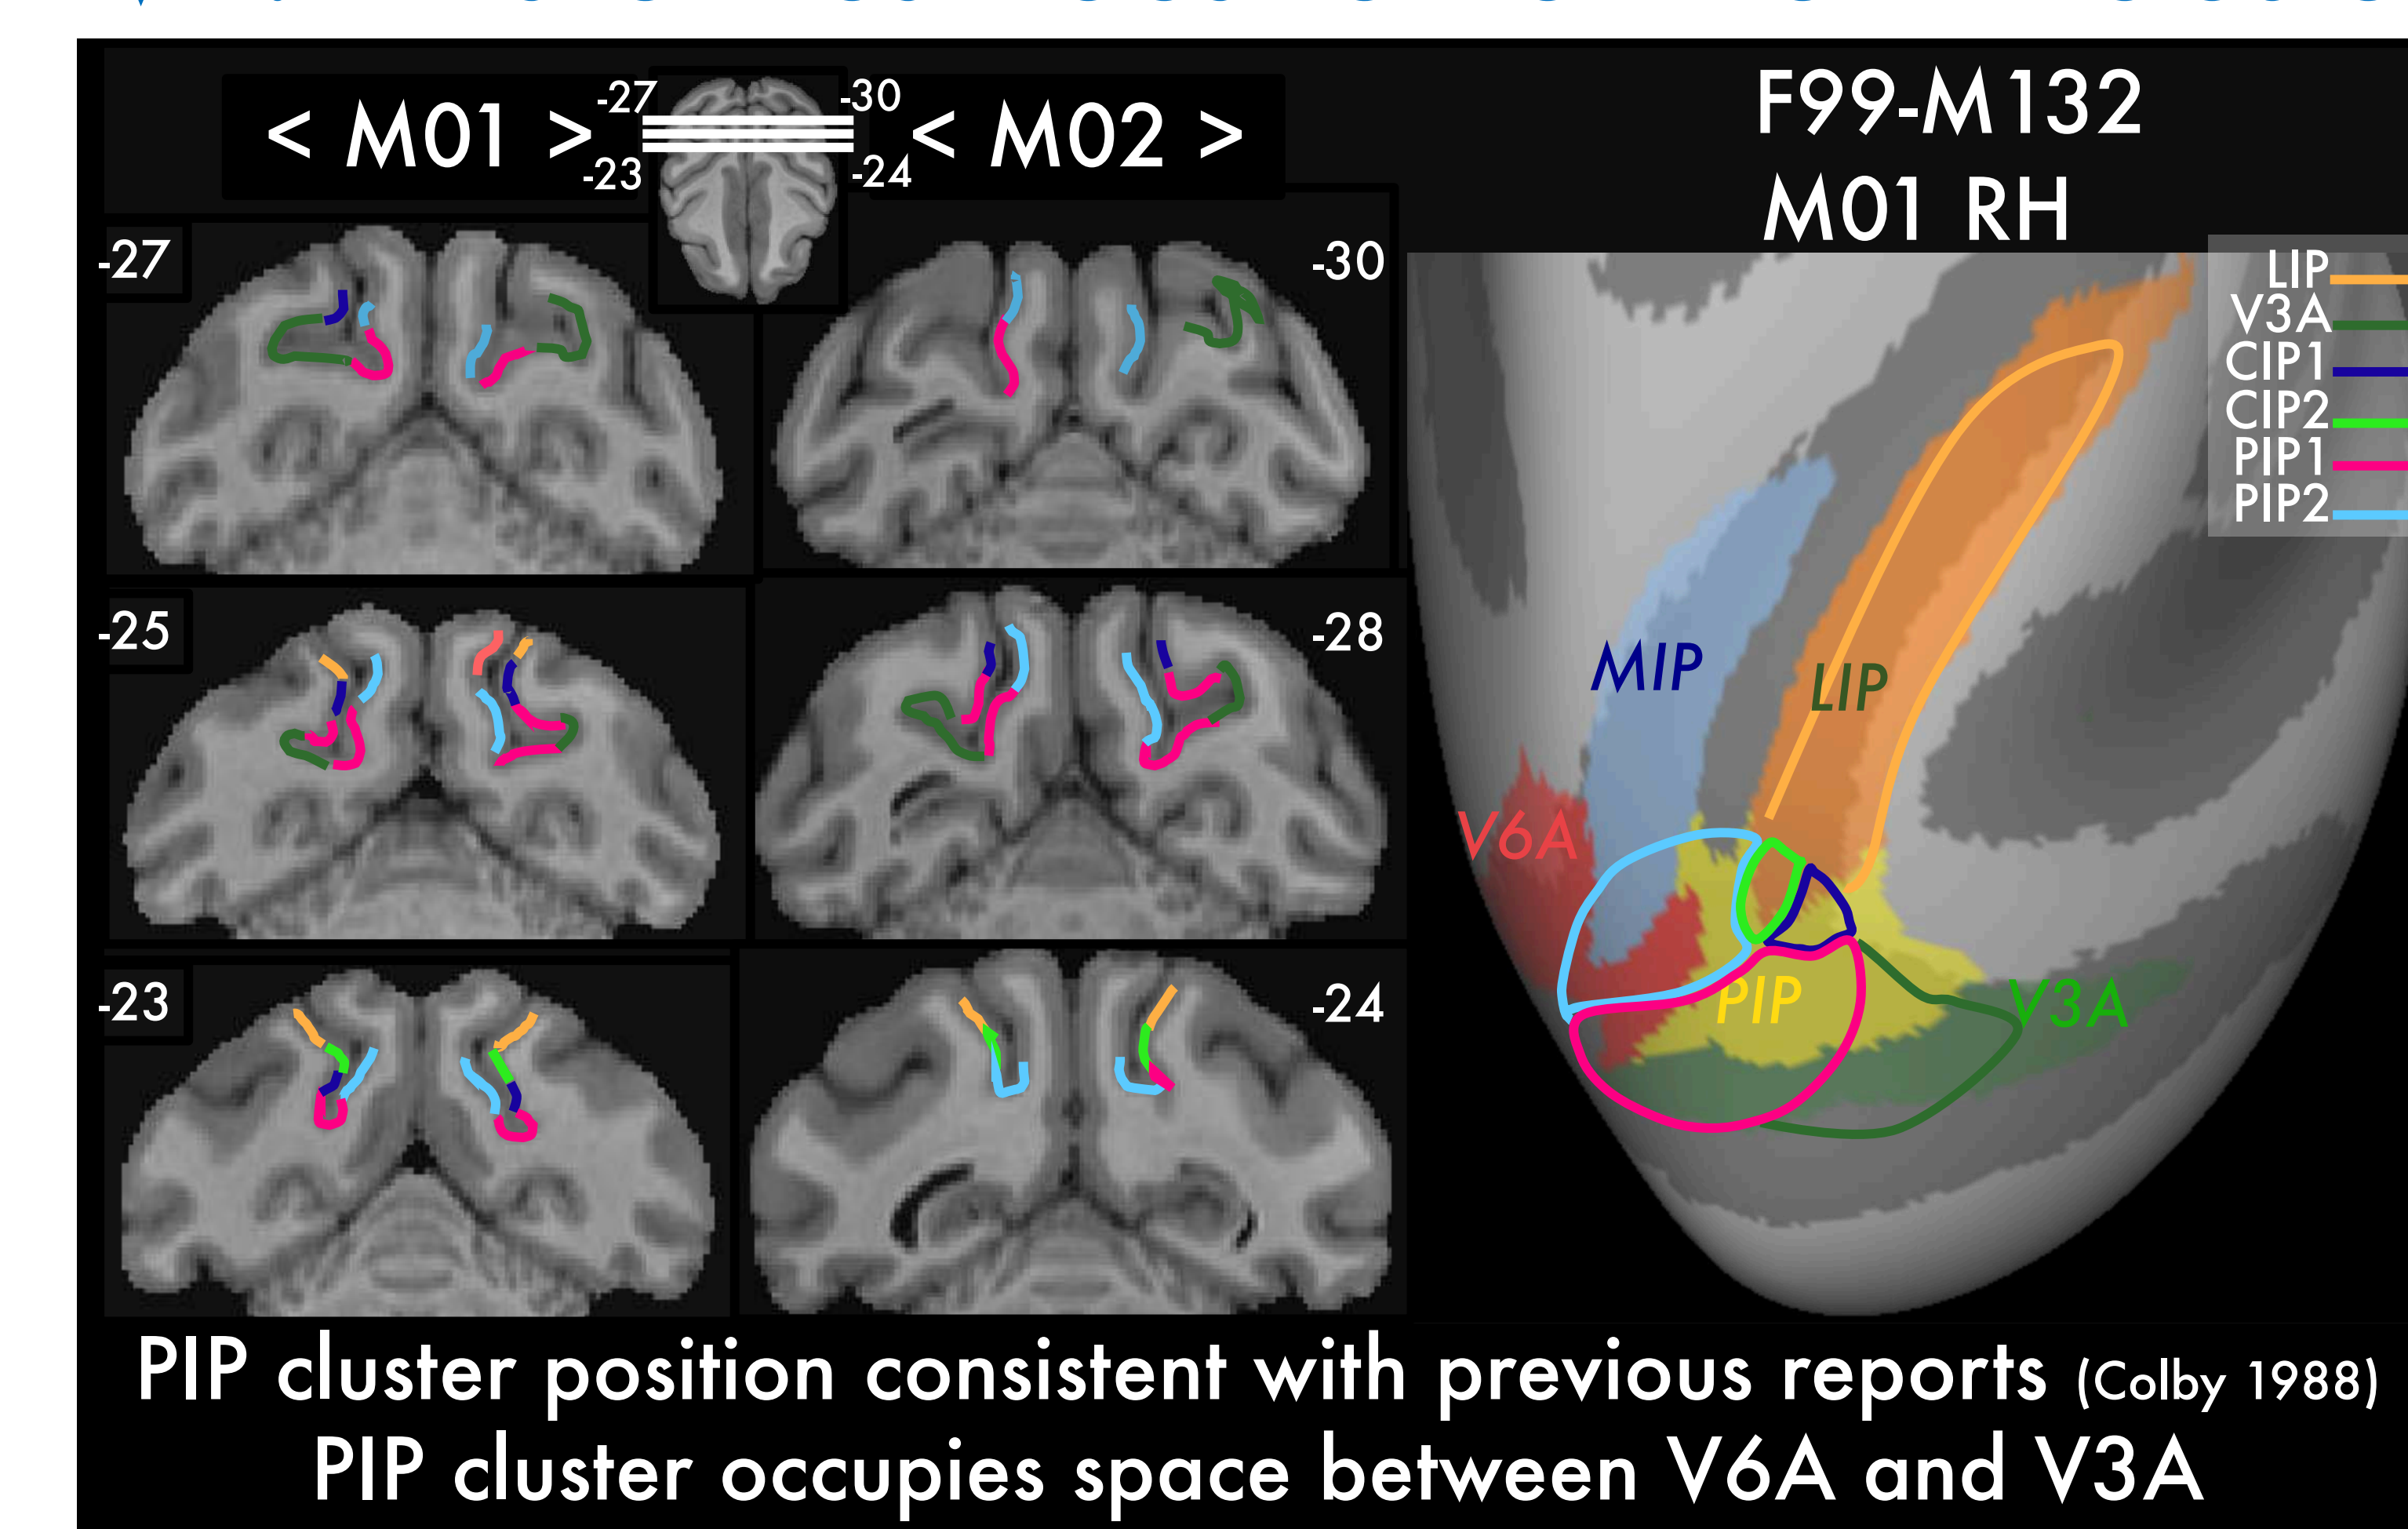 < M01 >
-27
-23
-30
-24
< M02 >
F99-M132
M01 RH
-27
-30
-25
-28
-23
-24
LIP
V3A
CIP1
CIP2
PIP1
PIP2
MIP
LIP
V6A
PIP
V3A
PIP cluster position consistent with previous reports (Colby 1988)
PIP cluster occupies space between V6A and V3A